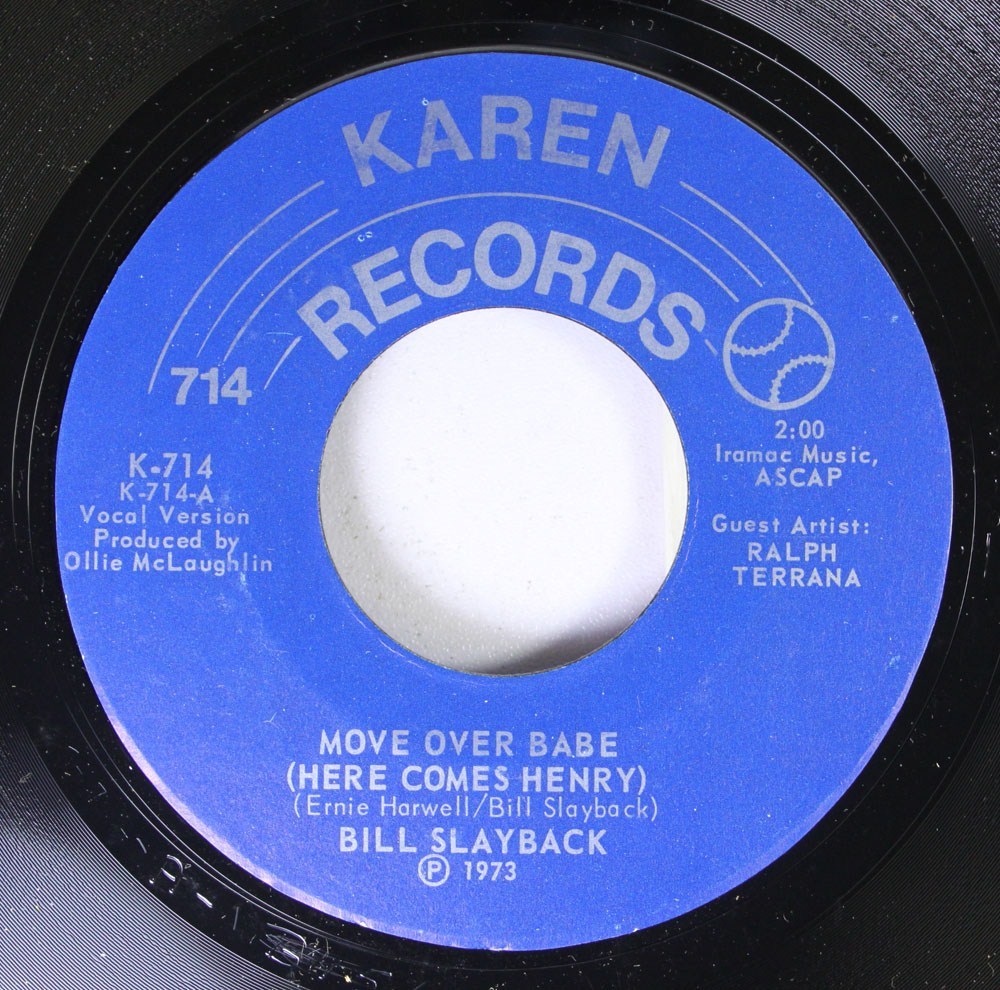 KAREN
RECORDS
714
K-714
K-714-A
Vocal Version
Produced by
Ollie McLaughlin
2:00
Iramac Music,
ASCAP
Guest Artist:
RALPH
TERRANA
MOVE OVER BABE
(HERE COMES HENRY)
(Ernie Harwell/Bill Slayback)
BILL SLAYBACK
Ⓟ 1973